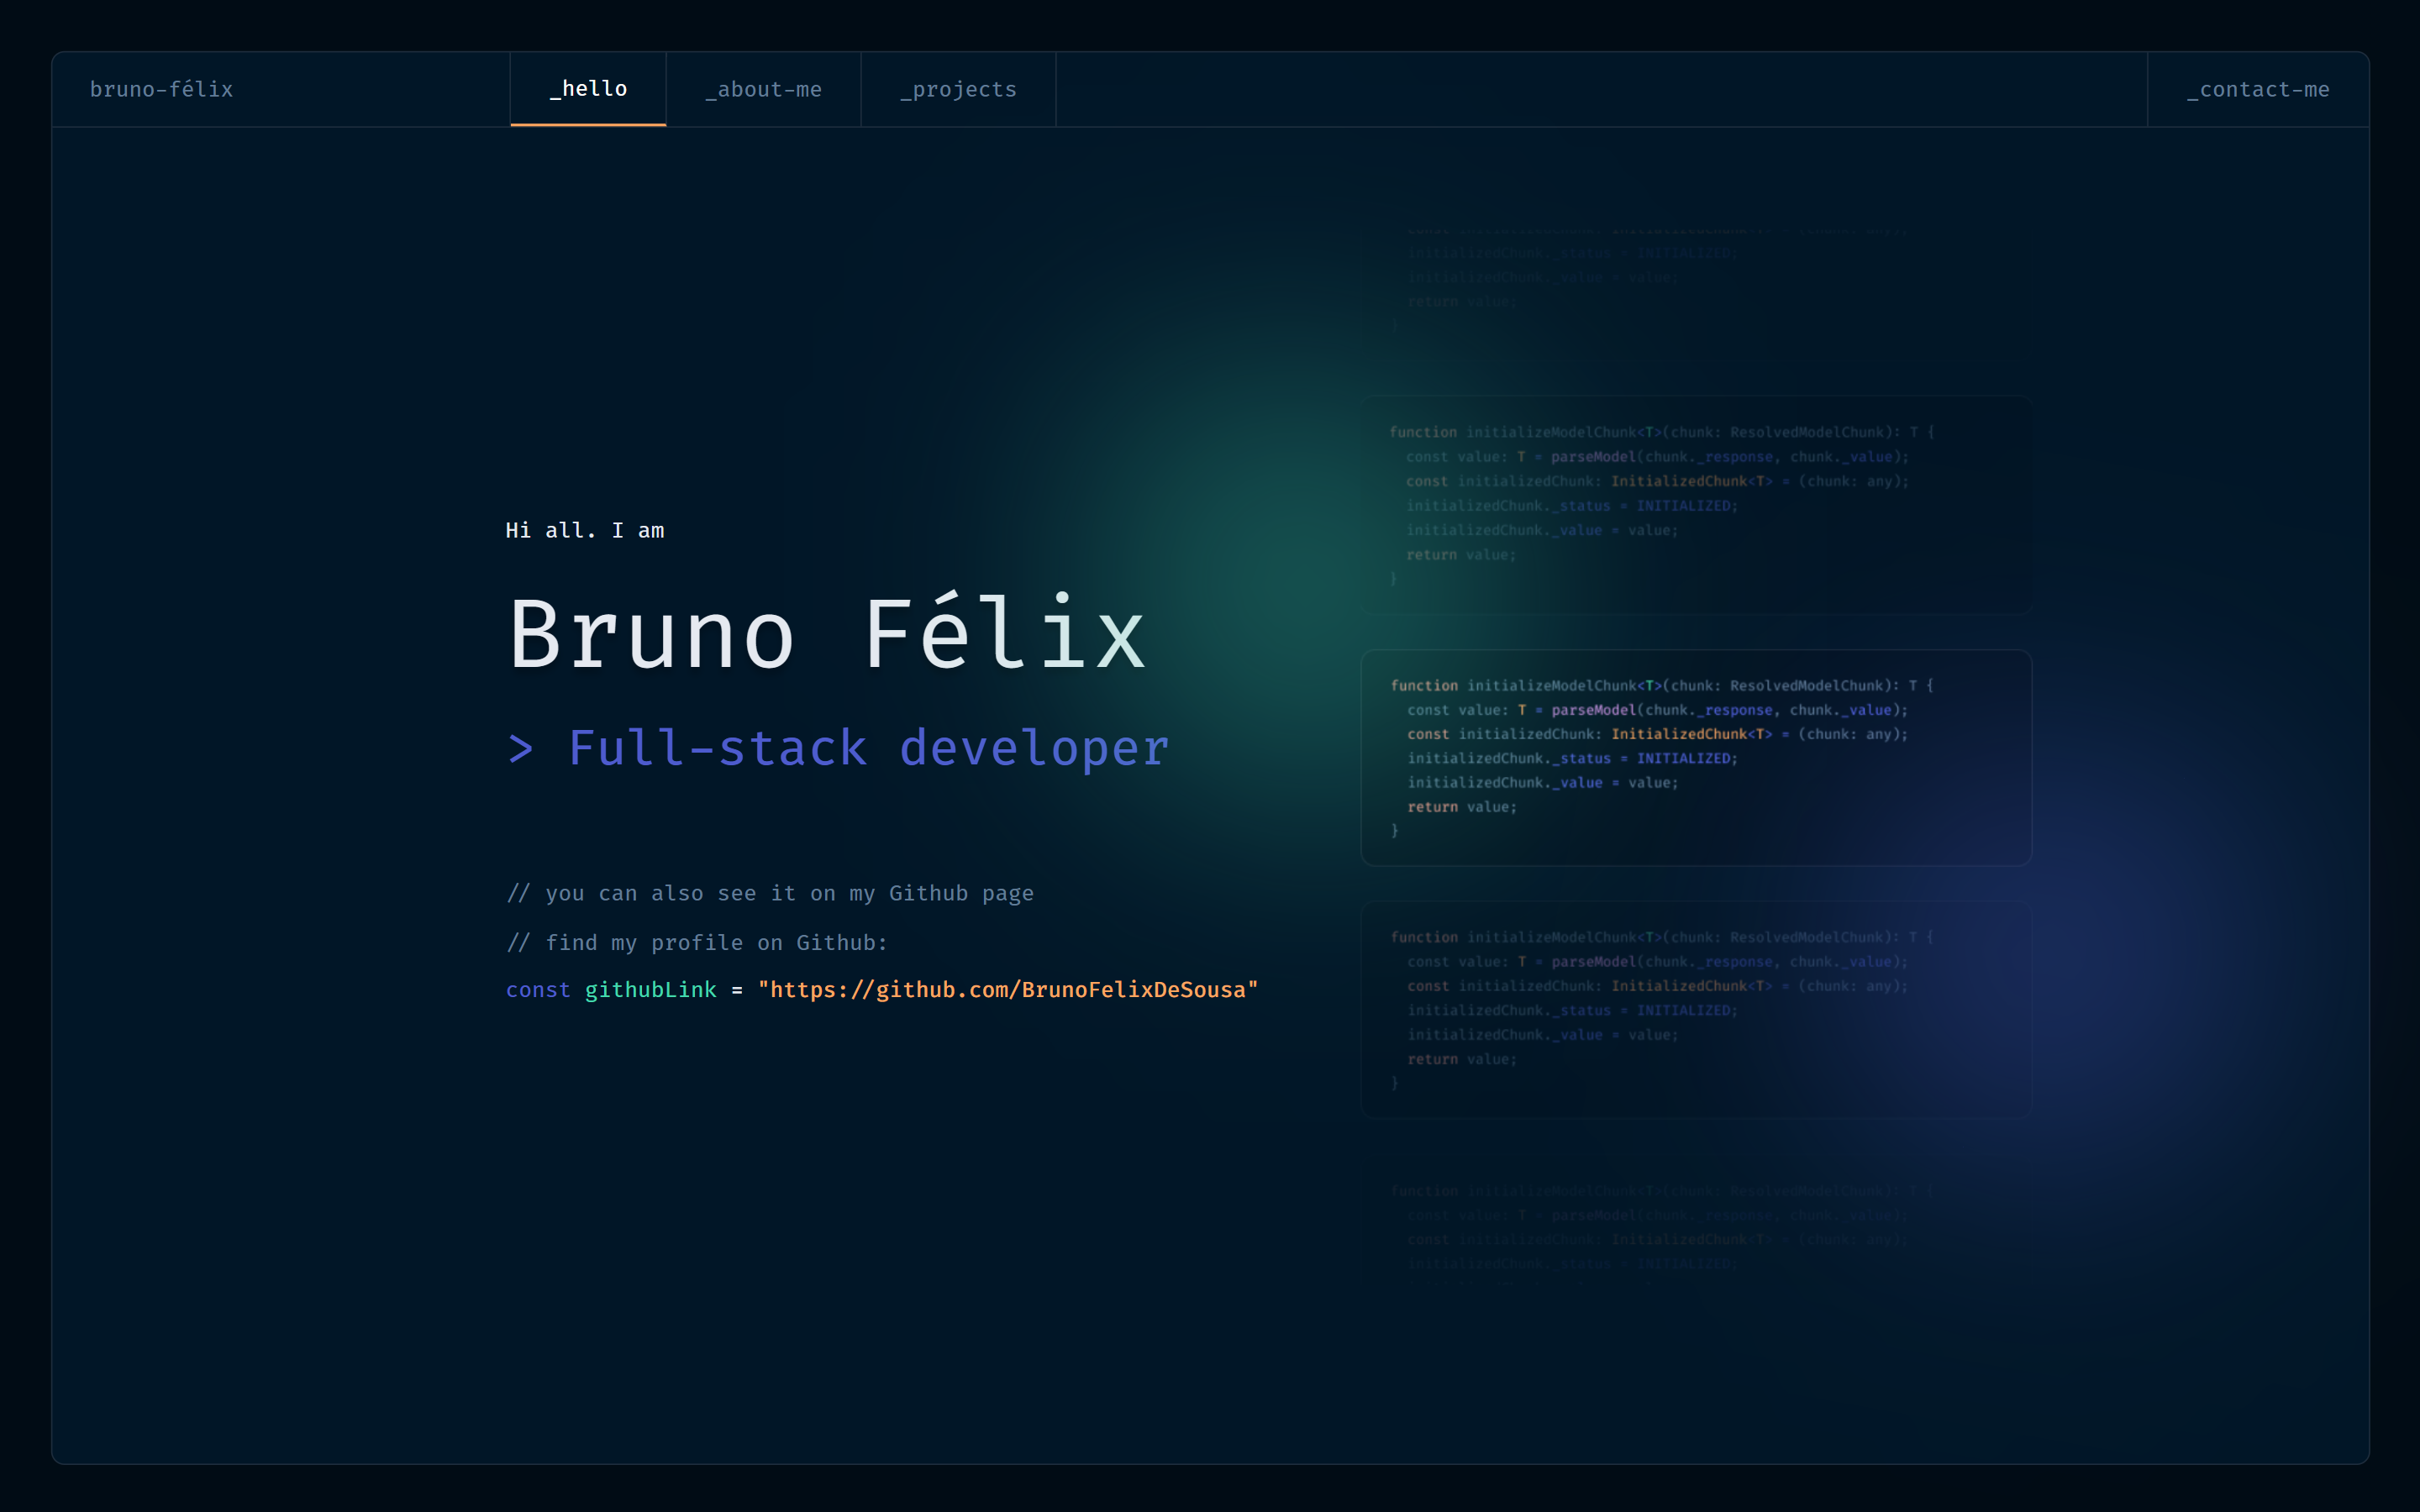 bruno-félix
_hello
_about-me
_projects
_contact-me
Hi all. I am
Bruno Félix
> Full-stack developer
// you can also see it on my Github page
// find my profile on Github:
const githubLink = "https://github.com/BrunoFelixDeSousa"
const initializedChunk: InitializedChunk<T> = (chunk: any);
initializedChunk._status = INITIALIZED;
initializedChunk._value = value;
return value;
}
function initializeModelChunk<T>(chunk: ResolvedModelChunk): T {
const value: T = parseModel(chunk._response, chunk._value);
const initializedChunk: InitializedChunk<T> = (chunk: any);
initializedChunk._status = INITIALIZED;
initializedChunk._value = value;
return value;
}
function initializeModelChunk<T>(chunk: ResolvedModelChunk): T {
const value: T = parseModel(chunk._response, chunk._value);
const initializedChunk: InitializedChunk<T> = (chunk: any);
initializedChunk._status = INITIALIZED;
initializedChunk._value = value;
return value;
}
function initializeModelChunk<T>(chunk: ResolvedModelChunk): T {
const value: T = parseModel(chunk._response, chunk._value);
const initializedChunk: InitializedChunk<T> = (chunk: any);
initializedChunk._status = INITIALIZED;
initializedChunk._value = value;
return value;
}
function initializeModelChunk<T>(chunk: ResolvedModelChunk): T {
const value: T = parseModel(chunk._response, chunk._value);
const initializedChunk: InitializedChunk<T> = (chunk: any);
initializedChunk._status = INITIALIZED;